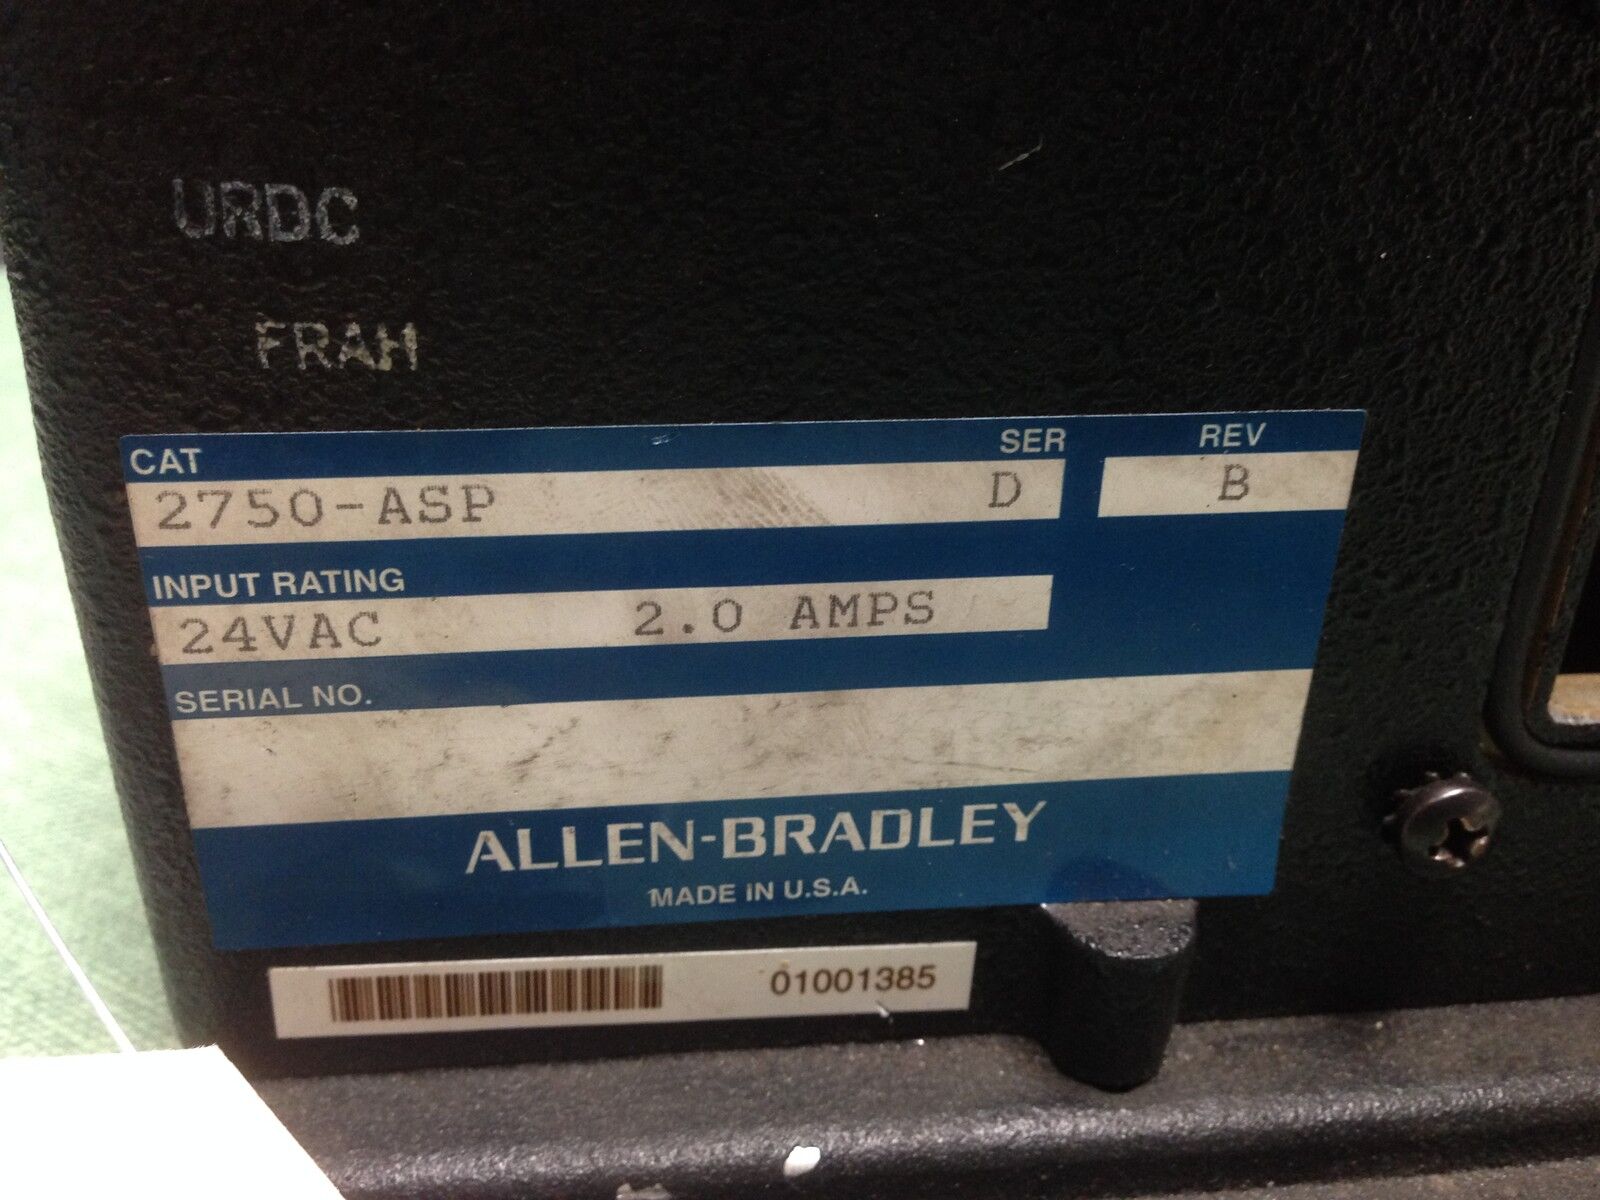 URDC
FRAH
CAT SER REV
2750-ASP D B
INPUT RATING
24VAC 2.0 AMPS
SERIAL NO.
ALLEN-BRADLEY
MADE IN U.S.A.
01001385